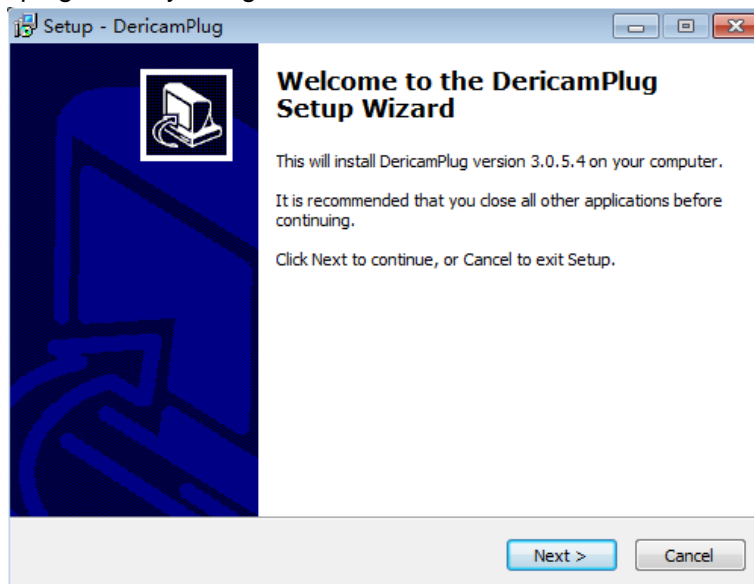 Setup - DericamPlug
Welcome to the DericamPlug
Setup Wizard
This will install DericamPlug version 3.0.5.4 on your computer.
It is recommended that you close all other applications before
continuing.
Click Next to continue, or Cancel to exit Setup.
Next >
Cancel